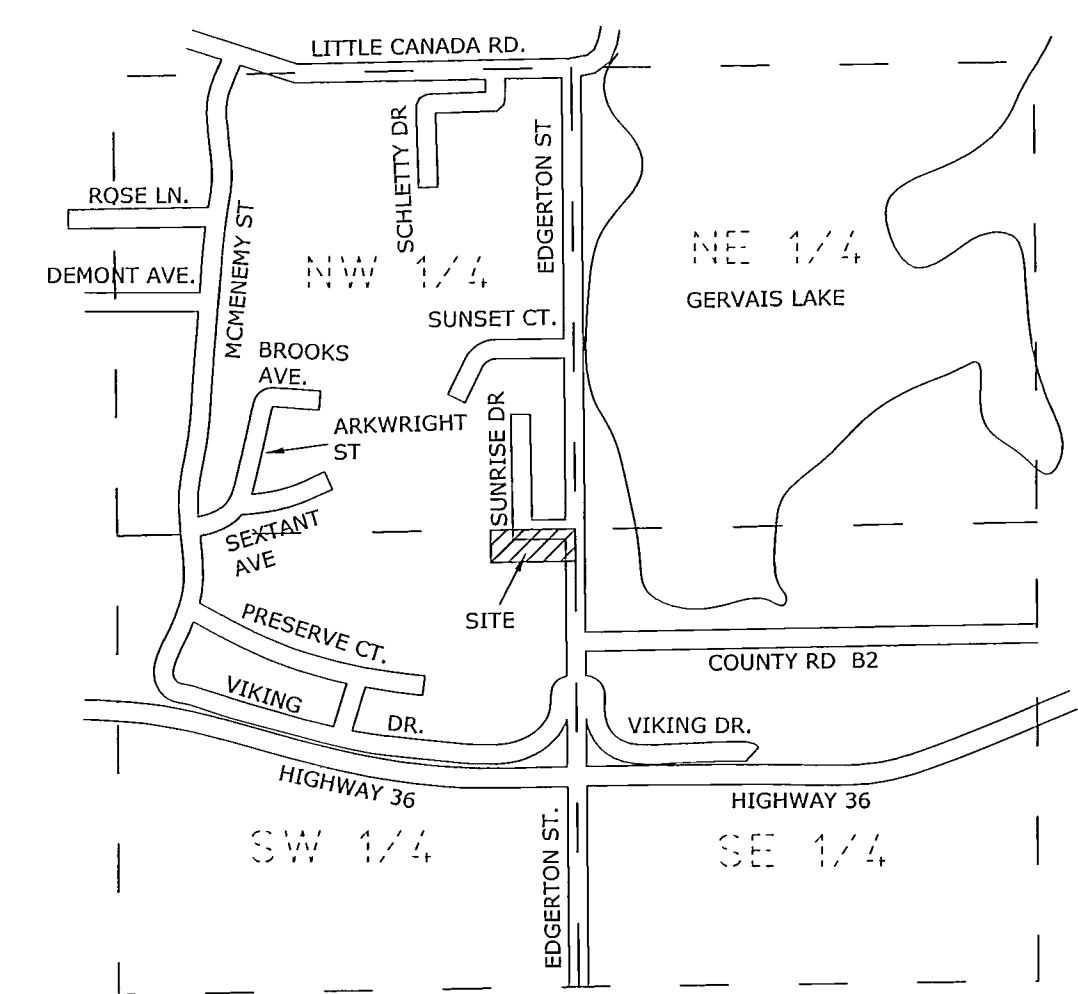 LITTLE CANADA RD.
SCHLETTY DR
EDGERTON ST
ROSE LN.
MCMENEMY ST
DEMONT AVE.
NW 1/4
NE 1/4
GERVAIS LAKE
SUNSET CT.
BROOKS
AVE.
ARKWRIGHT
ST
SUNRISE DR
SEXTANT
AVE
SITE
PRESERVE CT.
COUNTY RD B2
VIKING
DR.
VIKING DR.
HIGHWAY 36
HIGHWAY 36
SW 1/4
SE 1/4
EDGERTON ST.